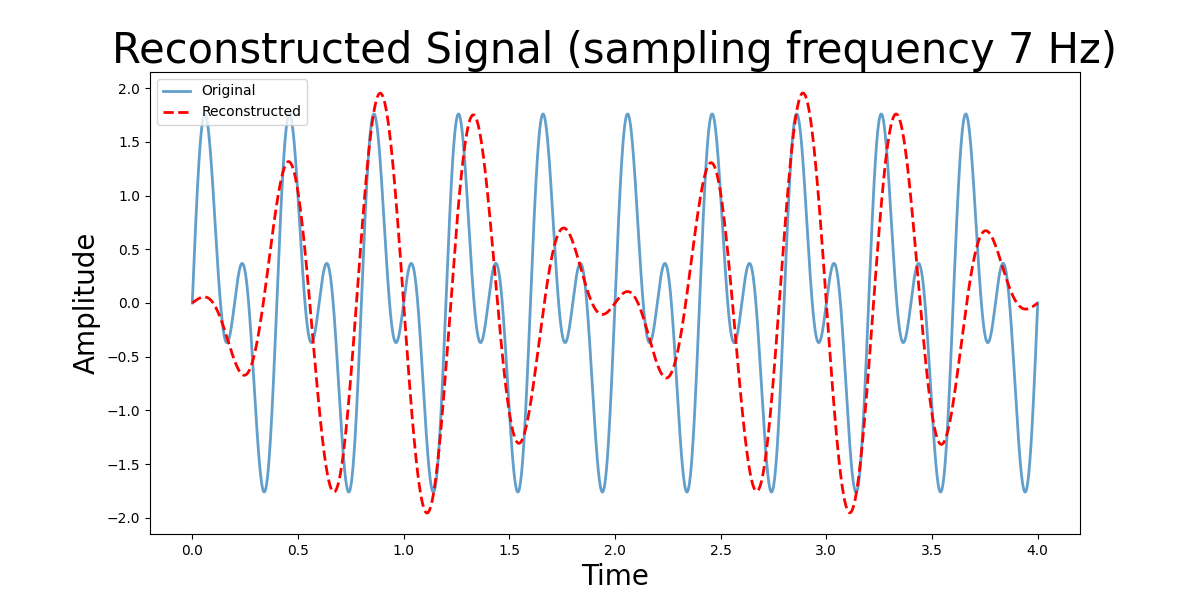 Reconstructed Signal (sampling frequency 7 Hz)
Original
Reconstructed
2.0
1.5
1.0
0.5
0.0
−0.5
−1.0
−1.5
−2.0
Amplitude
0.0 0.5 1.0 1.5 2.0 2.5 3.0 3.5 4.0
Time